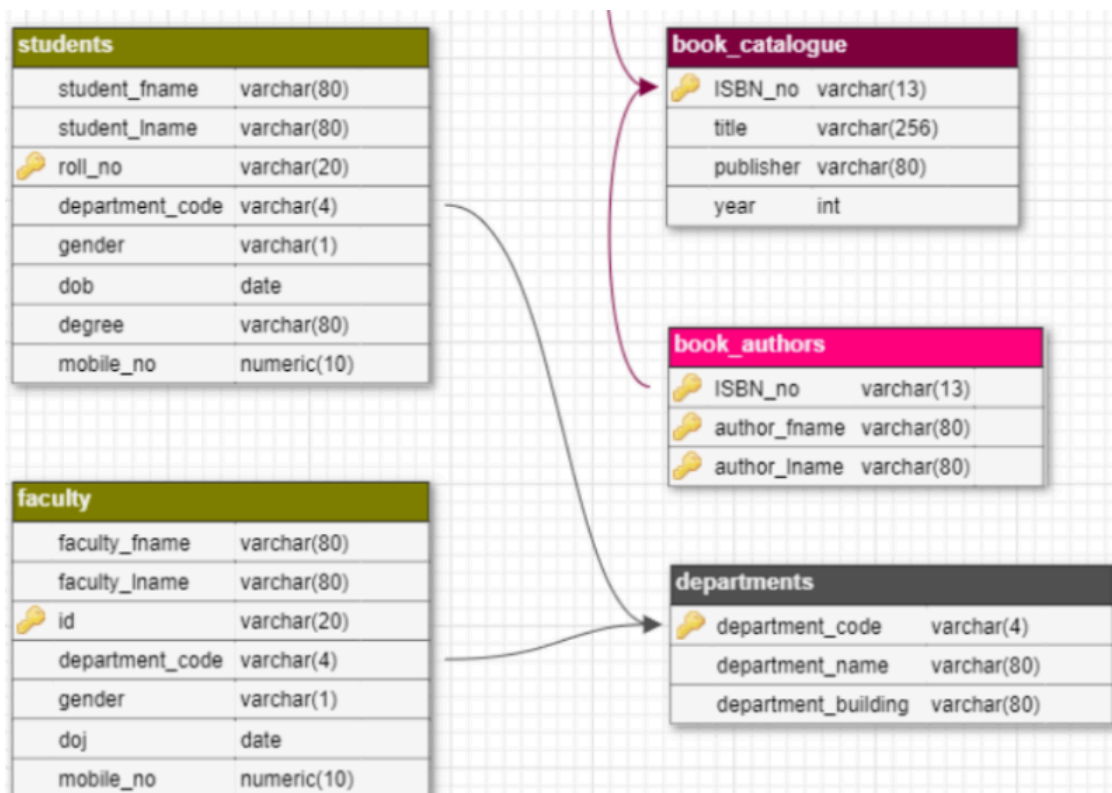 students
student_fname varchar(80)
student_lname varchar(80)
roll_no varchar(20)
department_code varchar(4)
gender varchar(1)
dob date
degree varchar(80)
mobile_no numeric(10)
faculty
faculty_fname varchar(80)
faculty_lname varchar(80)
id varchar(20)
department_code varchar(4)
gender varchar(1)
doj date
mobile_no numeric(10)
book_catalogue
ISBN_no varchar(13)
title varchar(256)
publisher varchar(80)
year int
book_authors
ISBN_no varchar(13)
author_fname varchar(80)
author_lname varchar(80)
departments
department_code varchar(4)
department_name varchar(80)
department_building varchar(80)